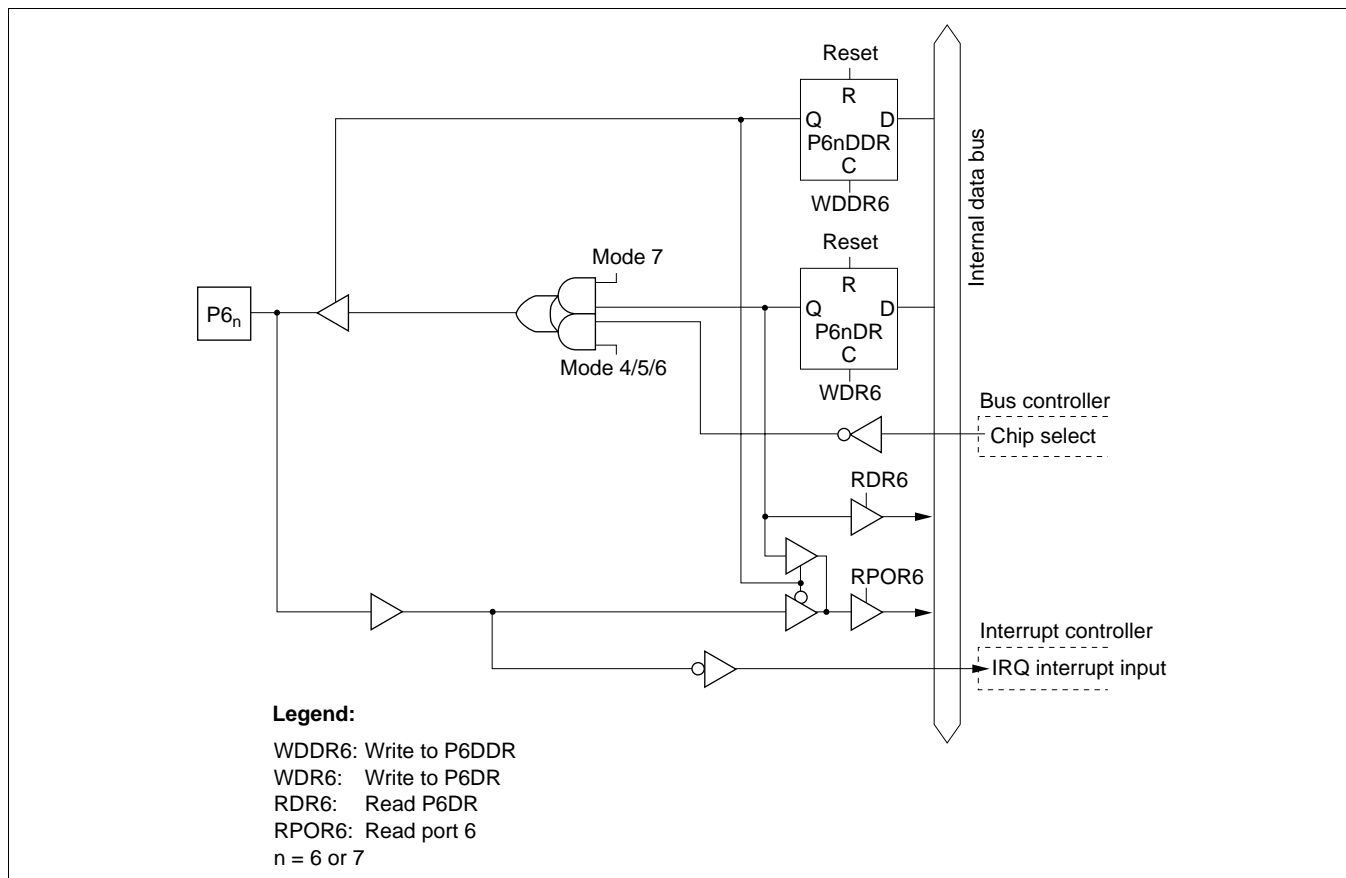 Reset
R
Q D
P6nDDR
C
WDDR6
Internal data bus
Reset
Mode 7
R
Q D
P6n
P6nDR
C
Mode 4/5/6
WDR6
Bus controller
Chip select
RDR6
RPOR6
Interrupt controller
IRQ interrupt input
Legend:
WDDR6: Write to P6DDR
WDR6: Write to P6DR
RDR6: Read P6DR
RPOR6: Read port 6
n = 6 or 7